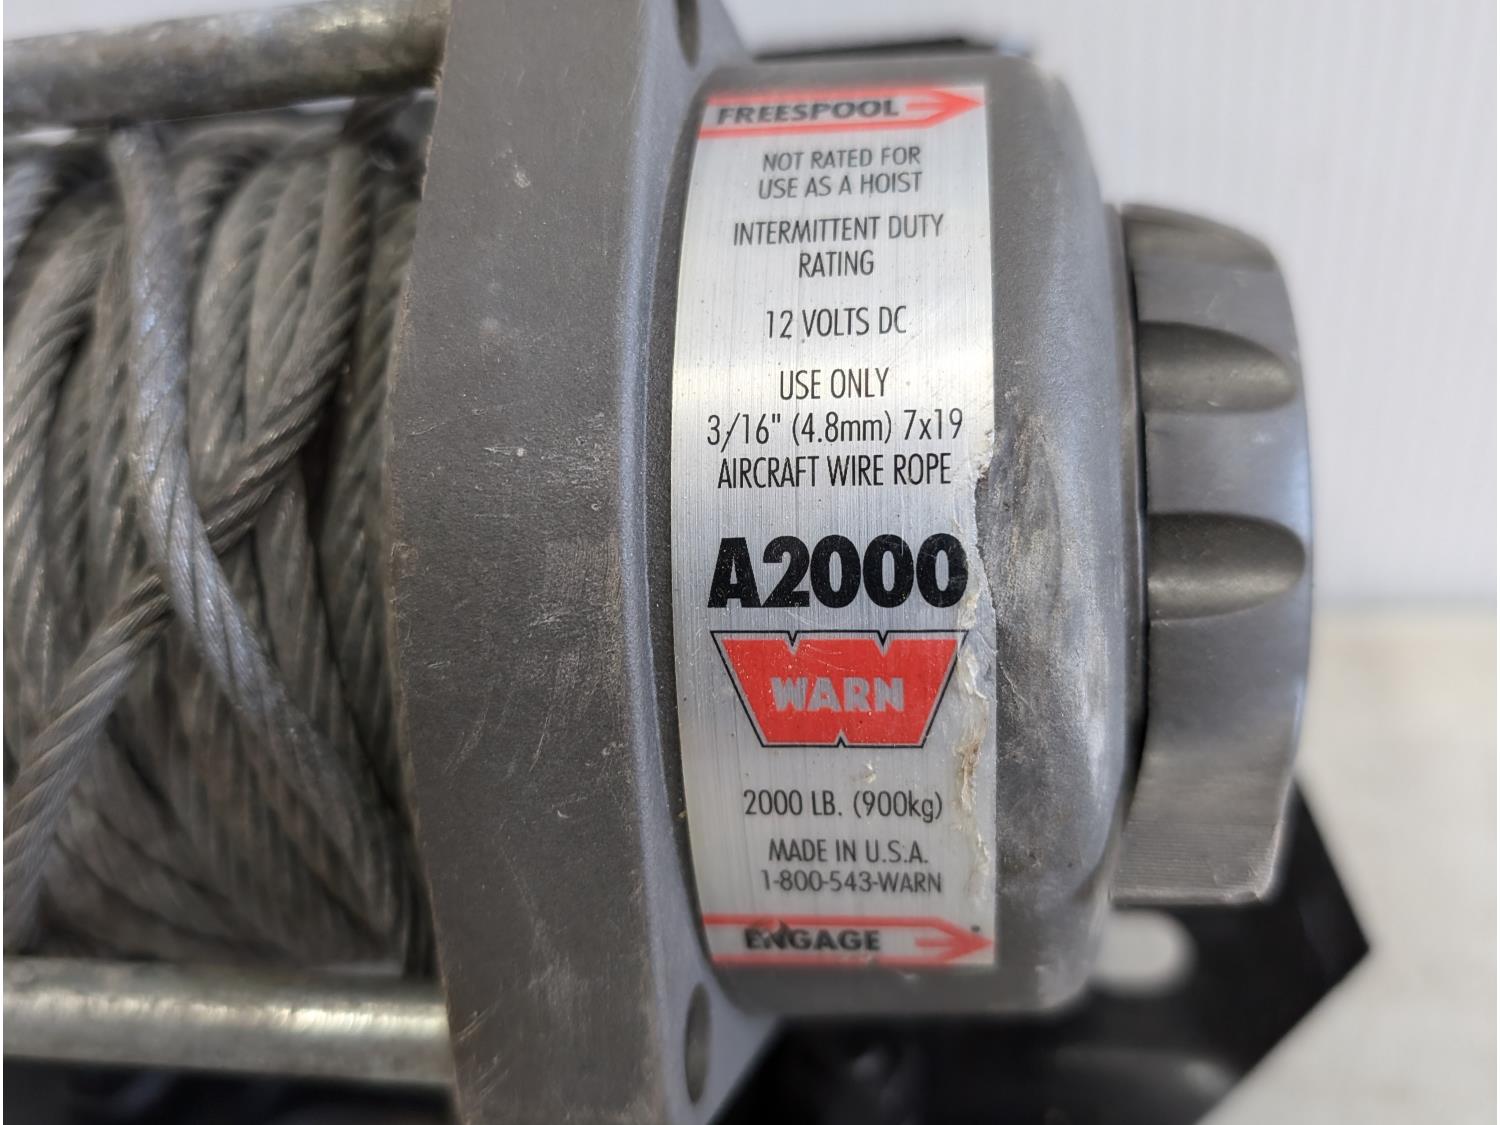 FREESPOOL
NOT RATED FOR
USE AS A HOIST
INTERMITTENT DUTY
RATING
12 VOLTS DC
USE ONLY
3/16" (4.8mm) 7x19
AIRCRAFT WIRE ROPE
A2000
WARN
2000 LB. (900kg)
MADE IN U.S.A.
1-800-543-WARN
ENGAGE